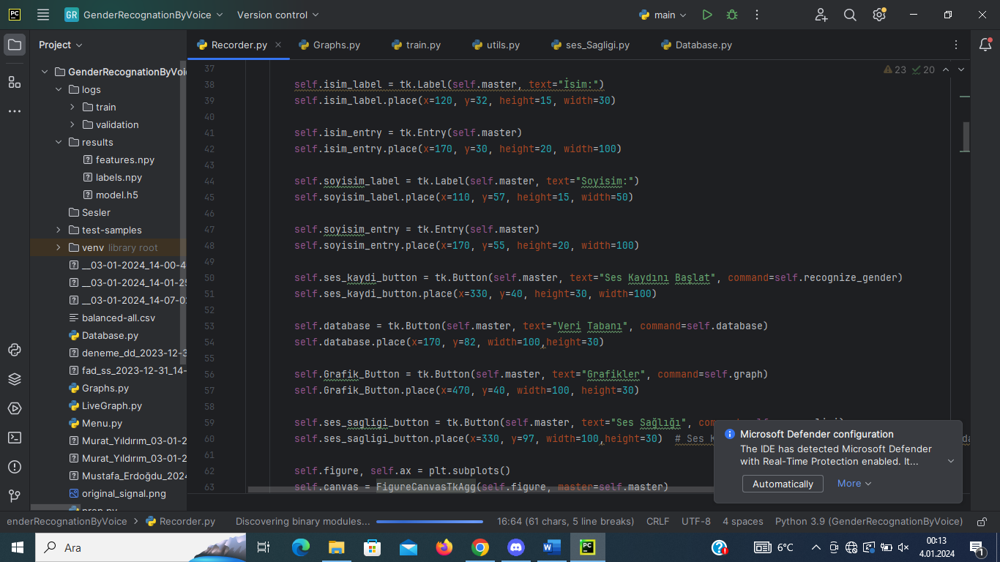 PC GR GenderRecognationByVoice Version control main
Project
Recorder.py Graphs.py train.py utils.py ses_Sagligi.py Database.py
GenderRecognationByVoi
logs
train
validation
results
features.npy
labels.npy
model.h5
Sesler
test-samples
venv library root
__03-01-2024_14-00-4
__03-01-2024_14-01-25
__03-01-2024_14-07-02
balanced-all.csv
Database.py
deneme_dd_2023-12-3
fad_ss_2023-12-31_14-
Graphs.py
LiveGraph.py
Menu.py
Murat_Yıldırım_03-01-2
Murat_Yıldırım_03-01-2
Mustafa_Erdoğdu_2024
original_signal.png
prep.py
23 20
37
38 self.isim_label = tk.Label(self.master, text="İsim:")
39 self.isim_label.place(x=120, y=32, height=15, width=30)
40
41 self.isim_entry = tk.Entry(self.master)
42 self.isim_entry.place(x=170, y=30, height=20, width=100)
43
44 self.soyisim_label = tk.Label(self.master, text="Soyisim:")
45 self.soyisim_label.place(x=110, y=57, height=15, width=50)
46
47 self.soyisim_entry = tk.Entry(self.master)
48 self.soyisim_entry.place(x=170, y=55, height=20, width=100)
49
50 self.ses_kaydi_button = tk.Button(self.master, text="Ses Kaydını Başlat", command=self.recognize_gender)
51 self.ses_kaydi_button.place(x=330, y=40, height=30, width=100)
52
53 self.database = tk.Button(self.master, text="Veri Tabanı", command=self.database)
54 self.database.place(x=170, y=82, width=100,height=30)
55
56 self.Grafik_Button = tk.Button(self.master, text="Grafikler", command=self.graph)
57 self.Grafik_Button.place(x=470, y=40, width=100, height=30)
58
59 self.ses_sagligi_button = tk.Button(self.master, text="Ses Sağlığı", com
60 self.ses_sagligi_button.place(x=330, y=97, width=100,height=30) # Ses K
61
62 self.figure, self.ax = plt.subplots()
63 self.canvas = FigureCanvasTkAgg(self.figure, master=self.master)
Microsoft Defender configuration
The IDE has detected Microsoft Defender
with Real-Time Protection enabled. It...
Automatically More
enderRecognationByVoice Recorder.py Discovering binary modules... 16:64 (61 chars, 5 line breaks) CRLF UTF-8 4 spaces Python 3.9 (GenderRecognationByVoice)
Ara 6°C 00:13
4.01.2024
1